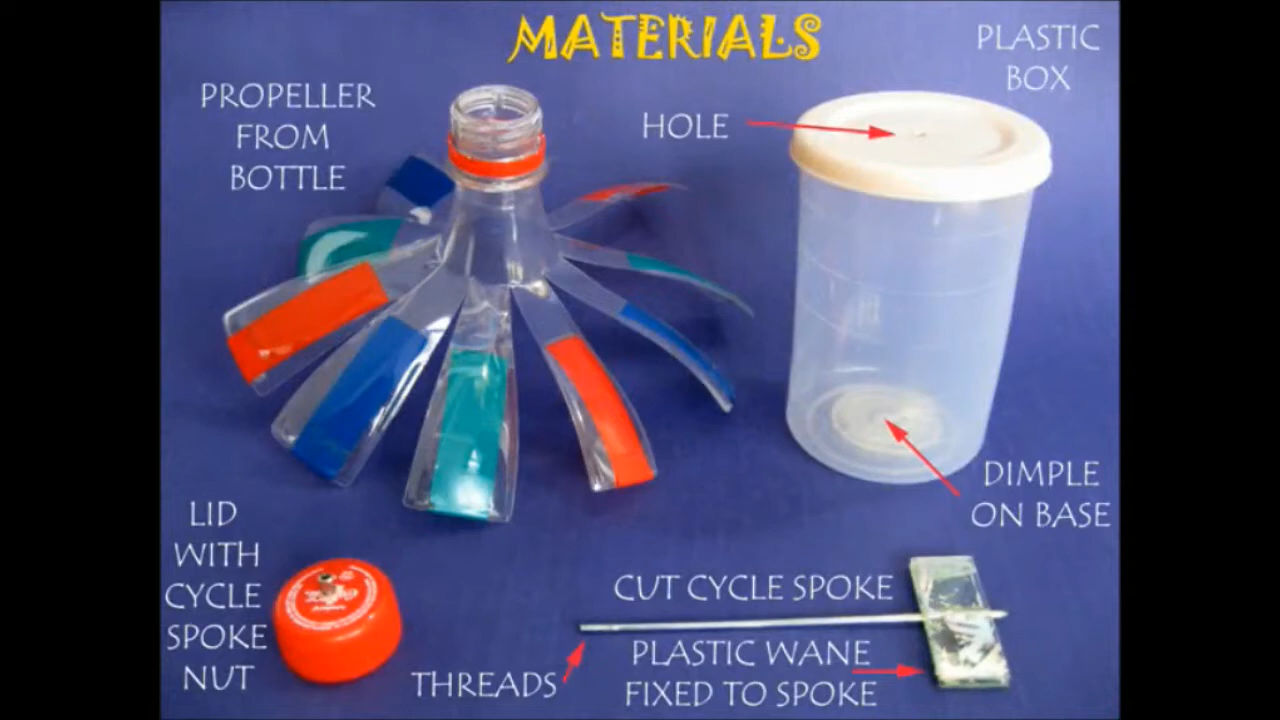 MATERIALS
PLASTIC
BOX
PROPELLER
FROM
BOTTLE
HOLE
DIMPLE
ON BASE
LID
WITH
CYCLE
SPOKE
NUT
CUT CYCLE SPOKE
THREADS
PLASTIC WANE
FIXED TO SPOKE